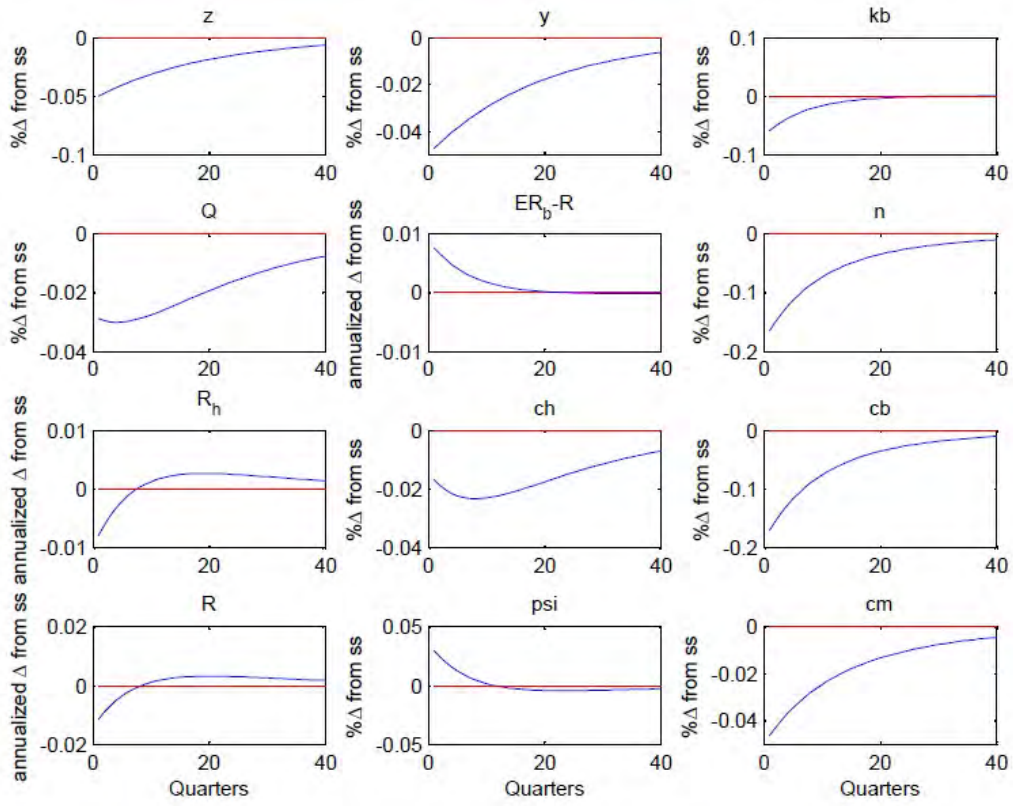 z
y
kb
%Δ from ss
0
-0.05
-0.1
0
20
40
%Δ from ss
0
-0.02
-0.04
0
20
40
%Δ from ss
0.1
0
-0.1
0
20
40
Q
ER_b-R
n
%Δ from ss
0
-0.02
-0.04
0
20
40
annualized Δ from ss
0.01
0
-0.01
0
20
40
%Δ from ss
0
-0.1
-0.2
0
20
40
R_h
ch
cb
annualized Δ from ss
0.01
0
-0.01
0
20
40
%Δ from ss
0
-0.02
-0.04
0
20
40
%Δ from ss
0
-0.1
-0.2
0
20
40
R
psi
cm
annualized Δ from ss
0.02
0
-0.02
0
20
40
Quarters
%Δ from ss
0.05
0
-0.05
0
20
40
Quarters
%Δ from ss
0
-0.02
-0.04
0
20
40
Quarters